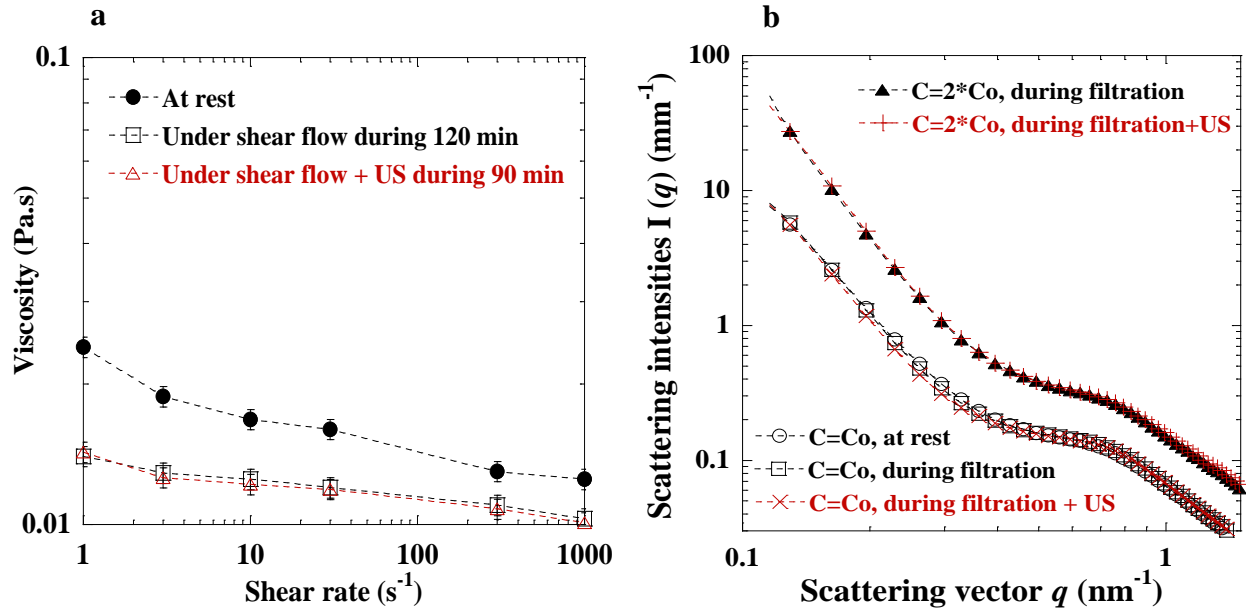 a
0.1
At rest
Under shear flow during 120 min
Under shear flow + US during 90 min
Viscosity (Pa.s)
0.01
1
10
100
1000
Shear rate (s⁻¹)
b
100
C=2*Co, during filtration
C=2*Co, during filtration+US
10
Scattering intensities I (q) (mm⁻¹)
1
C=Co, at rest
0.1
C=Co, during filtration
C=Co, during filtration + US
0.1
1
Scattering vector q (nm⁻¹)